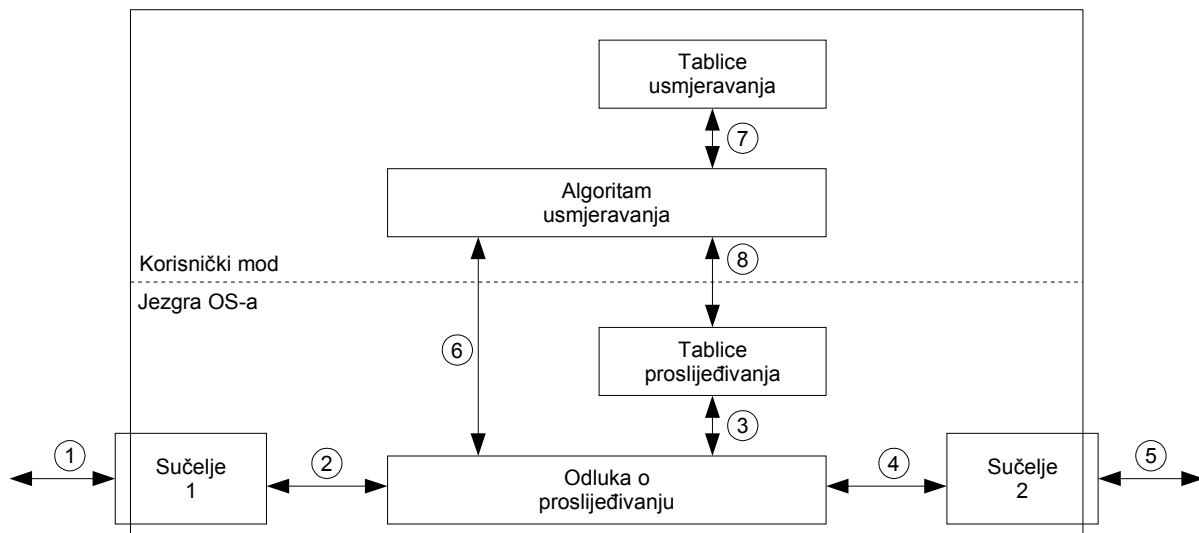 Tablice
usmjeravanja
7
Algoritam
usmjeravanja
Korisnički mod
8
Jezgra OS-a
6
Tablice
proslijeđivanja
3
1
Sučelje
1
2
Odluka o
proslijeđivanju
4
Sučelje
2
5